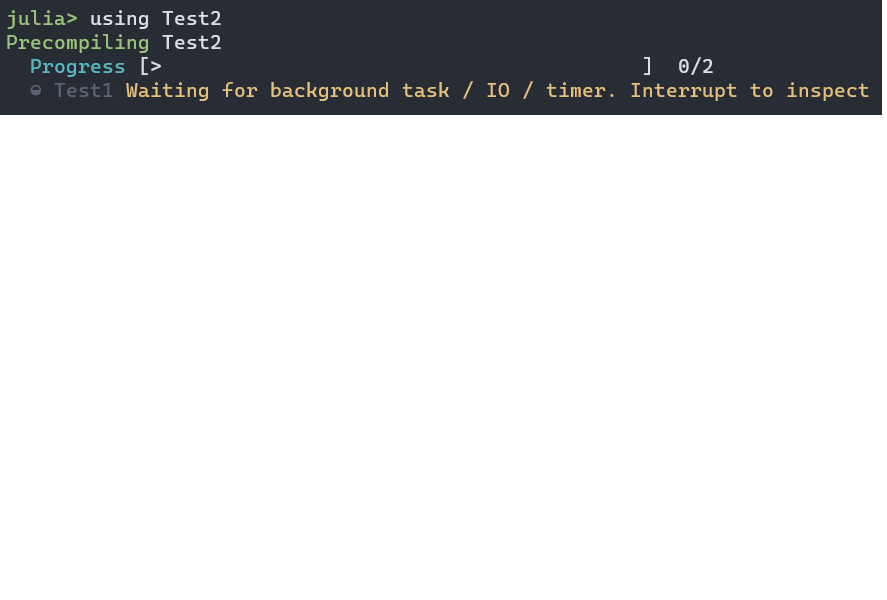 julia> using Test2
Precompiling Test2
  Progress [>                                        ]  0/2
  ◒ Test1 Waiting for background task / IO / timer. Interrupt to inspect